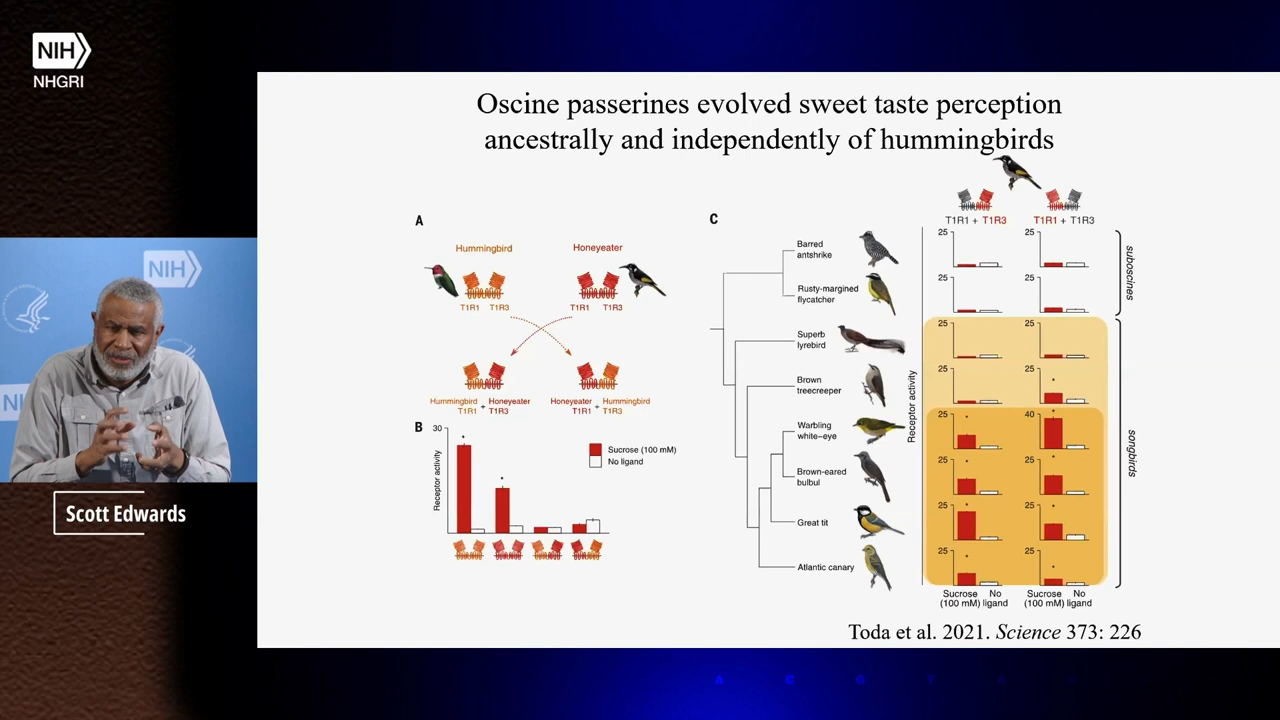 NIH
NHGRI
Oscine passerines evolved sweet taste perception
ancestrally and independently of hummingbirds
A
Hummingbird
Honeyeater
T1R1 T1R3
T1R1 T1R3
Hummingbird
T1R1
+
Honeyeater
T1R3
Honeyeater
T1R1
+
Hummingbird
T1R3
B
30
Receptor activity
Sucrose (100 mM)
No ligand
C
T1R1 + T1R3
T1R1 + T1R3
Barred
antshrike
25
25
Rusty-margined
flycatcher
25
25
suboscines
Superb
lyrebird
25
25
Brown
treecreeper
25
25
Receptor activity
Warbling
white–eye
25
40
Brown-eared
bulbul
25
25
songbirds
Great tit
25
25
Atlantic canary
25
25
Sucrose No Sucrose No
(100 mM) ligand (100 mM) ligand
Toda et al. 2021. Science 373: 226
NIH
NI
Scott Edwards
A C G T